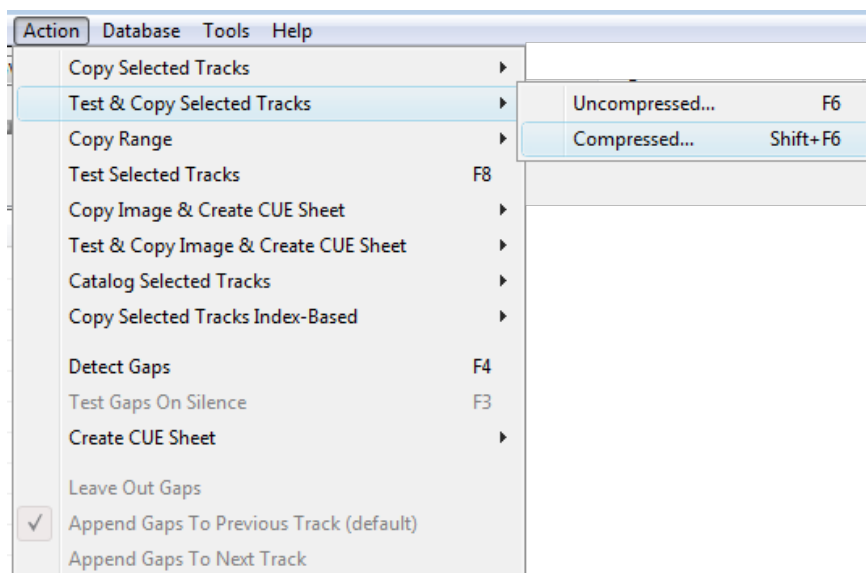 Action Database Tools Help
Copy Selected Tracks
Test & Copy Selected Tracks
Uncompressed... F6
Copy Range
Compressed... Shift+F6
Test Selected Tracks F8
Copy Image & Create CUE Sheet
Test & Copy Image & Create CUE Sheet
Catalog Selected Tracks
Copy Selected Tracks Index-Based
Detect Gaps F4
Test Gaps On Silence F3
Create CUE Sheet
Leave Out Gaps
Append Gaps To Previous Track (default)
Append Gaps To Next Track